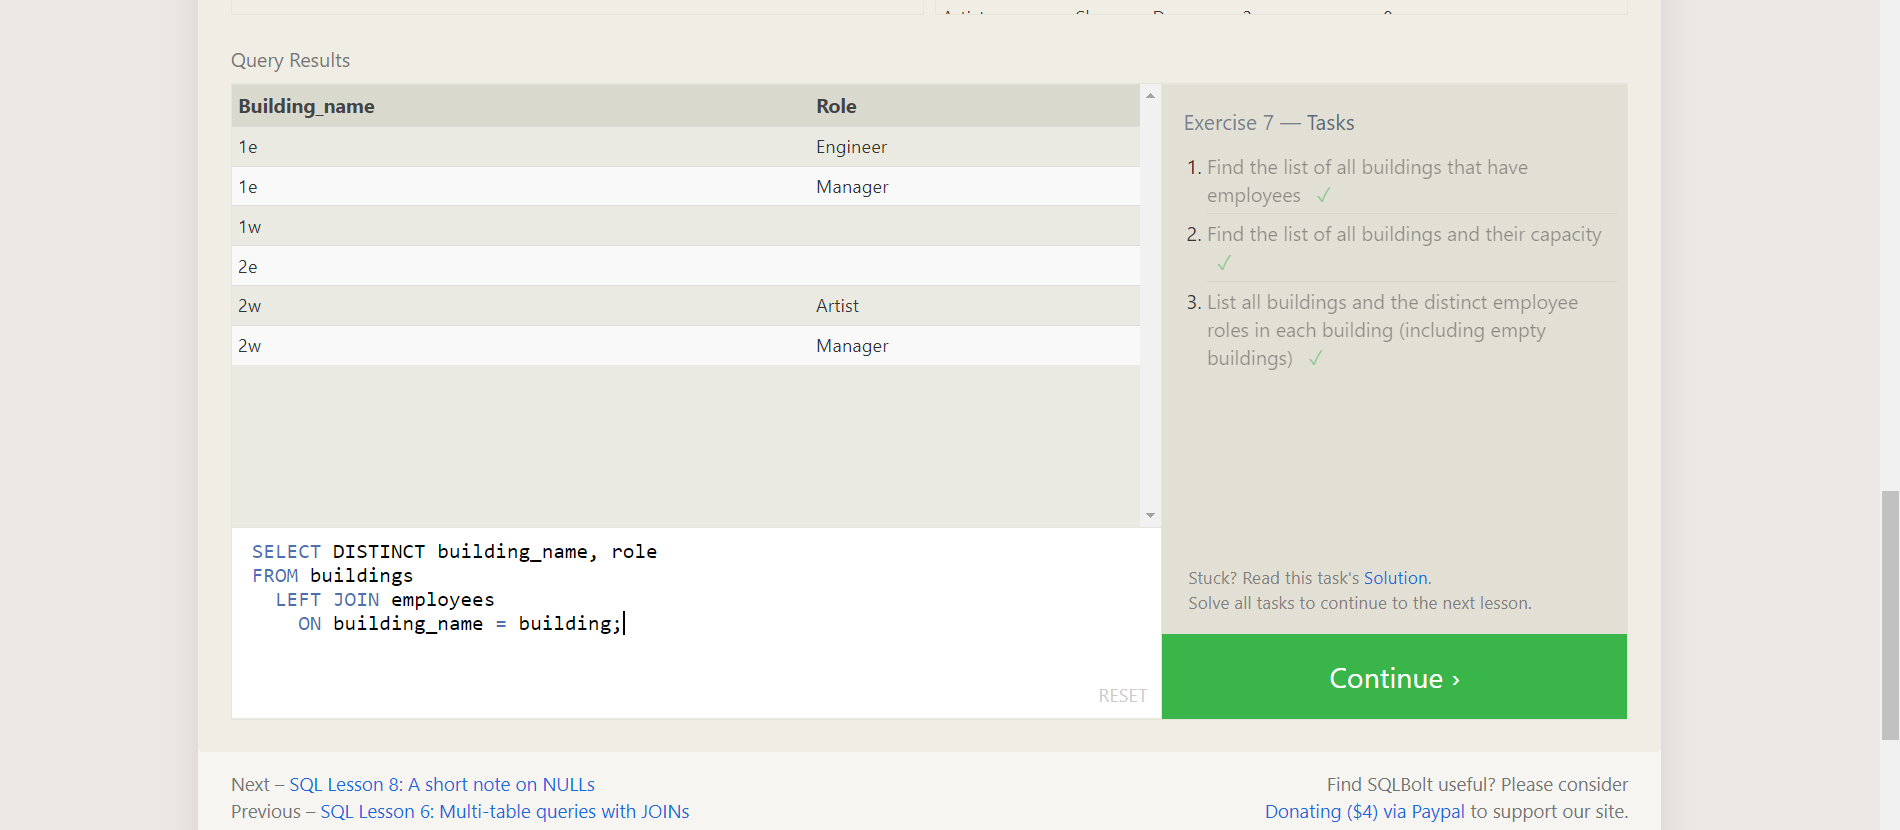 Query Results
Building_name Role
1e Engineer
1e Manager
1w
2e
2w Artist
2w Manager
SELECT DISTINCT building_name, role
FROM buildings
LEFT JOIN employees
ON building_name = building;
RESET
Exercise 7 — Tasks
1. Find the list of all buildings that have
employees ✓
2. Find the list of all buildings and their capacity
✓
3. List all buildings and the distinct employee
roles in each building (including empty
buildings) ✓
Stuck? Read this task's Solution.
Solve all tasks to continue to the next lesson.
Continue ›
Next – SQL Lesson 8: A short note on NULLs
Previous – SQL Lesson 6: Multi-table queries with JOINs
Find SQLBolt useful? Please consider
Donating ($4) via Paypal to support our site.